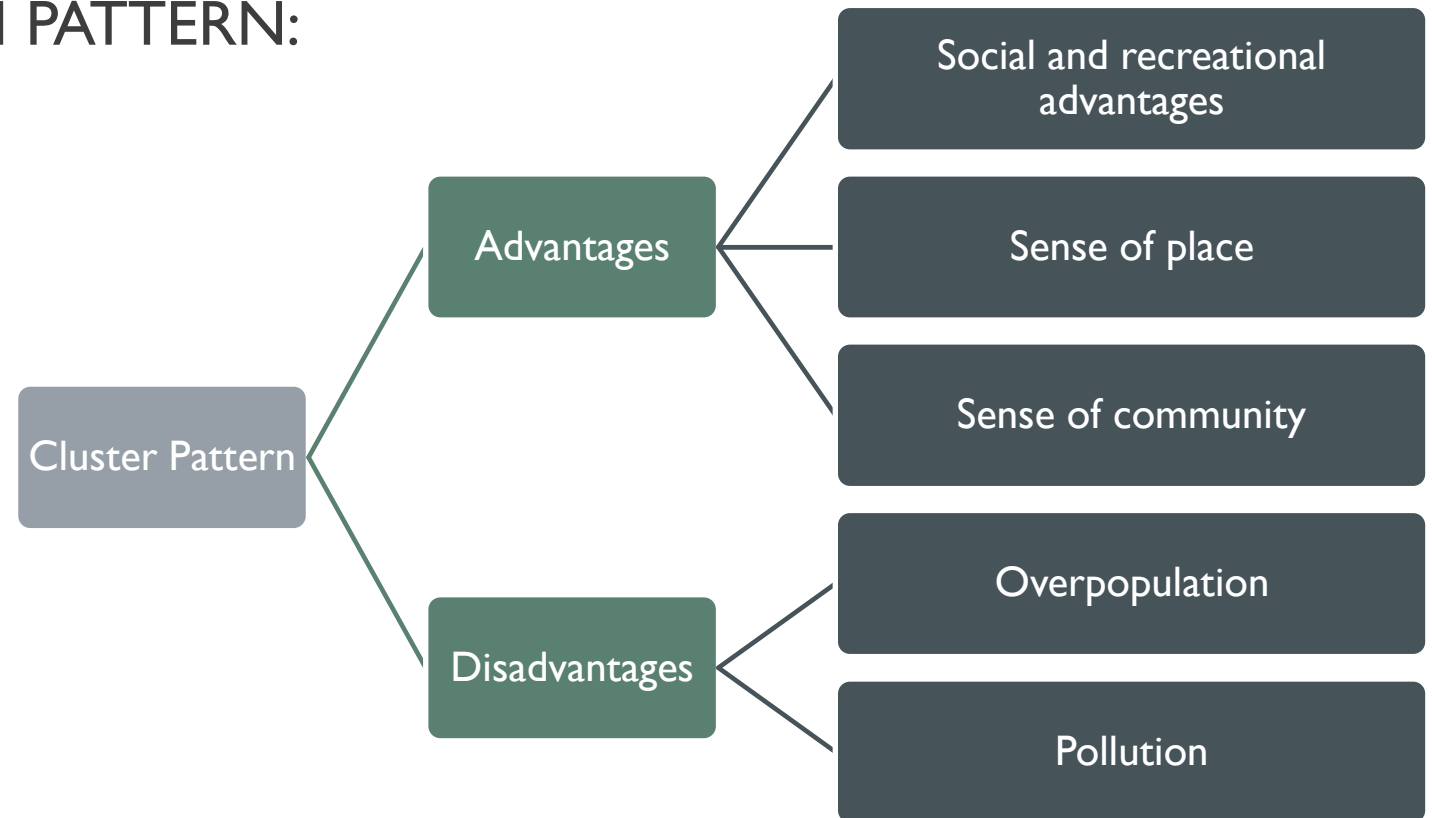 PATTERN:
Social and recreational
advantages
Advantages
Sense of place
Sense of community
Cluster Pattern
Overpopulation
Disadvantages
Pollution